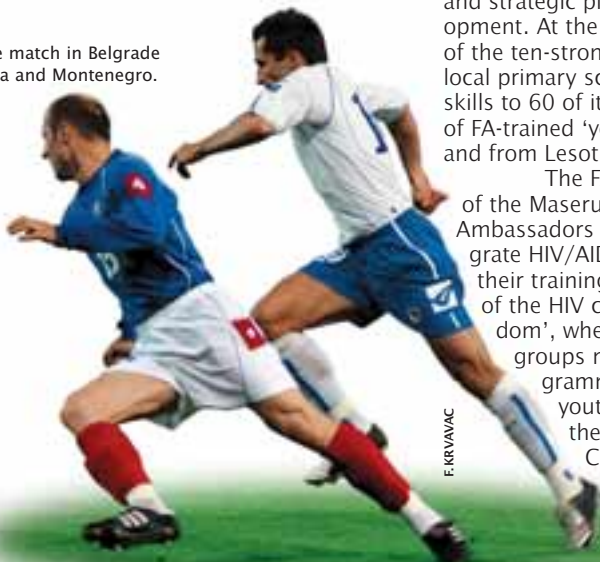 e match in Belgrade
a and Montenegro.
and strategic pl
opment. At the
of the ten-stron
local primary sc
skills to 60 of it
of FA-trained ‘y
and from Lesot
The F
of the Maseru
Ambassadors
grate HIV/AID
their training
of the HIV c
dom’, whe
groups r
gramm
yout
the
C
F. KRVAVAC